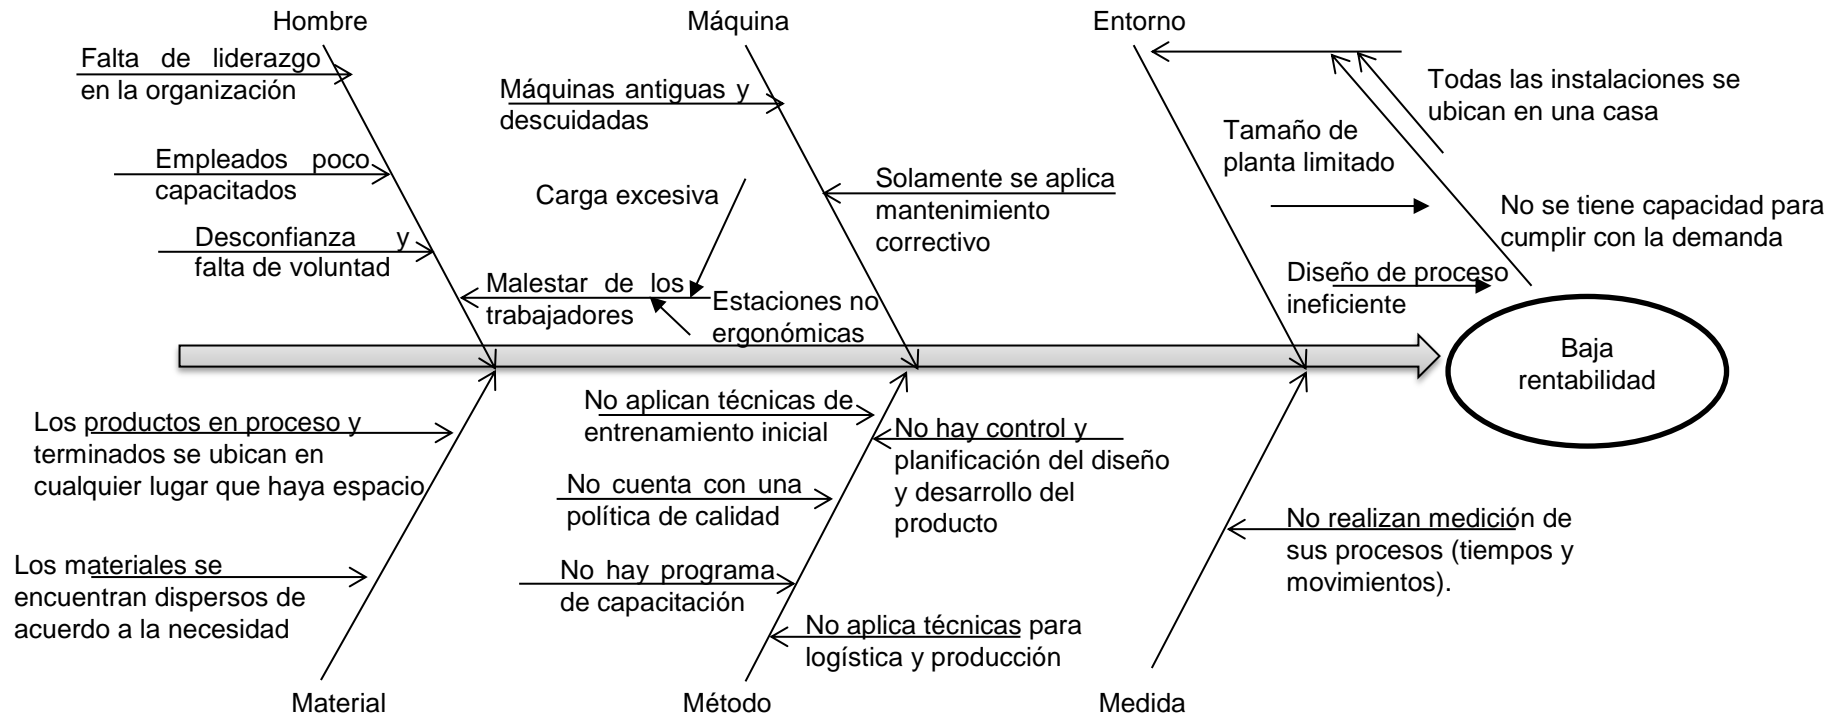 Hombre
Máquina
Entorno
Falta de liderazgo
en la organización
Máquinas antiguas y
descuidadas
Todas las instalaciones se
ubican en una casa
Tamaño de
planta limitado
Empleados poco
capacitados
Carga excesiva
Solamente se aplica
mantenimiento
correctivo
No se tiene capacidad para
cumplir con la demanda
Desconfianza y
falta de voluntad
Malestar de los
trabajadores
Estaciones no
ergonómicas
Diseño de proceso
ineficiente
Baja
rentabilidad
Los productos en proceso y
terminados se ubican en
cualquier lugar que haya espacio
No aplican técnicas de
entrenamiento inicial
No hay control y
planificación del diseño
y desarrollo del
producto
No cuenta con una
política de calidad
No realizan medición de
sus procesos (tiempos y
movimientos).
Los materiales se
encuentran dispersos de
acuerdo a la necesidad
No hay programa
de capacitación
No aplica técnicas para
logística y producción
Material
Método
Medida